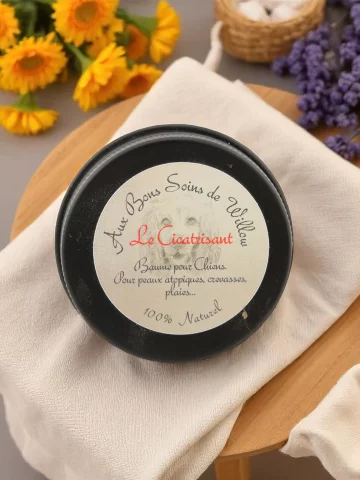 Aux Bons Soins de Willow
Le Cicatrisant
Baume pour Chiens.
Pour peaux atopiques, crevasses,
plaies...
100% Naturel